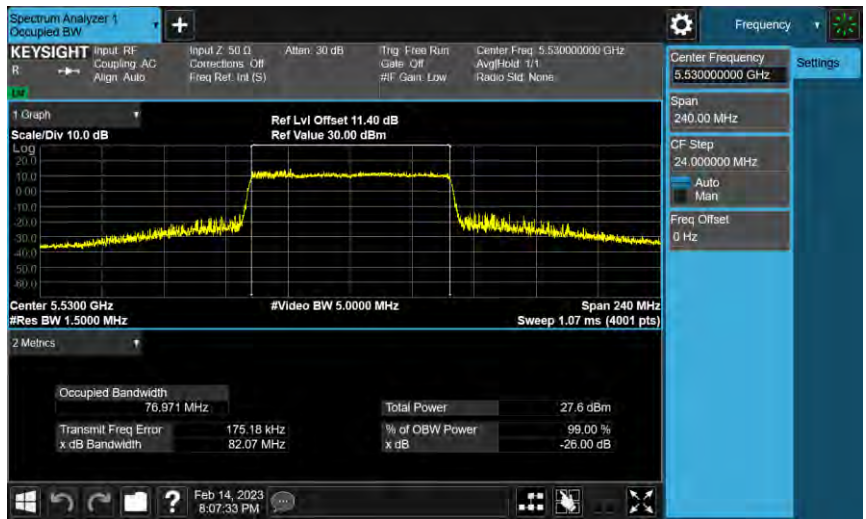 Spectrum Analyzer 1
Occupied BW
Frequency
KEYSIGHT Input: RF Input Z: 50 Ω Atten: 30 dB Trig: Free Run Center Freq: 5.530000000 GHz
R Coupling: AC Corrections: Off Gate: Off Avg|Hold: 1/1
Align: Auto Freq Ref: Int (S) #IF Gain: Low Radio Std: None
Center Frequency
5.530000000 GHz
Settings
Span
240.00 MHz
CF Step
24.000000 MHz
Auto
Man
Freq Offset
0 Hz
1 Graph
Ref Lvl Offset 11.40 dB
Scale/Div 10.0 dB Ref Value 30.00 dBm
Log
20.0
10.0
0.00
-10.0
-20.0
-30.0
-40.0
-50.0
Center 5.5300 GHz #Video BW 5.0000 MHz Span 240 MHz
#Res BW 1.5000 MHz Sweep 1.07 ms (4001 pts)
2 Metrics
Occupied Bandwidth
76.971 MHz Total Power 27.6 dBm
Transmit Freq Error 175.18 kHz % of OBW Power 99.00 %
x dB Bandwidth 82.07 MHz x dB -26.00 dB
? Feb 14, 2023
8:07:33 PM